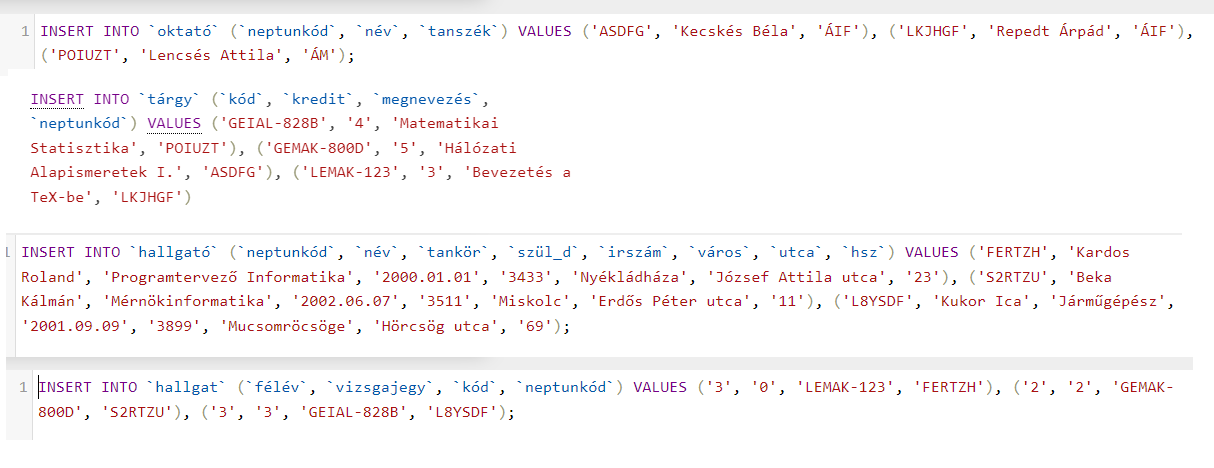 1 INSERT INTO `oktató` (`neptunkód`, `név`, `tanszék`) VALUES ('ASDFG', 'Kecskés Béla', 'ÁIF'), ('LKJHGF', 'Repedt Árpád', 'ÁIF'),
('POIUZT', 'Lencsés Attila', 'ÁM');
INSERT INTO `tárgy` (`kód`, `kredit`, `megnevezés`,
`neptunkód`) VALUES ('GEIAL-828B', '4', 'Matematikai
Statisztika', 'POIUZT'), ('GEMAK-800D', '5', 'Hálózati
Alapismeretek I.', 'ASDFG'), ('LEMAK-123', '3', 'Bevezetés a
TeX-be', 'LKJHGF')
1 INSERT INTO `hallgató` (`neptunkód`, `név`, `tankör`, `szül_d`, `irszám`, `város`, `utca`, `hsz`) VALUES ('FERTZH', 'Kardos
Roland', 'Programtervező Informatika', '2000.01.01', '3433', 'Nyékládháza', 'József Attila utca', '23'), ('S2RTZU', 'Beka
Kálmán', 'Mérnökinformatika', '2002.06.07', '3511', 'Miskolc', 'Erdős Péter utca', '11'), ('L8YSDF', 'Kukor Ica', 'Járműgépész',
'2001.09.09', '3899', 'Mucsomröcsöge', 'Hörcsög utca', '69');
1 INSERT INTO `hallgat` (`félév`, `vizsgajegy`, `kód`, `neptunkód`) VALUES ('3', '0', 'LEMAK-123', 'FERTZH'), ('2', '2', 'GEMAK-
800D', 'S2RTZU'), ('3', '3', 'GEIAL-828B', 'L8YSDF');